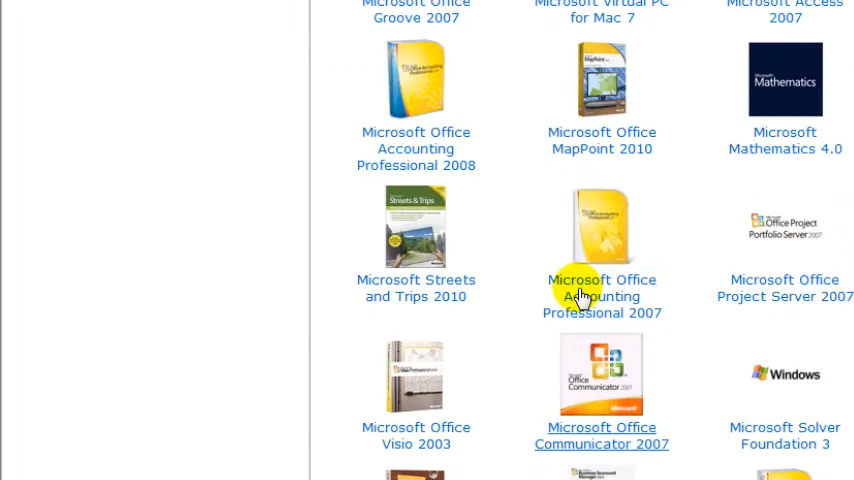 Microsoft Office
Groove 2007
Microsoft Virtual PC
for Mac 7
Microsoft Access
2007
Microsoft Office
Accounting
Professional 2008
Microsoft Office
MapPoint 2010
Mathematics
Microsoft
Mathematics 4.0
Streets & Trips
Microsoft Streets
and Trips 2010
Microsoft Office
Accounting
Professional 2007
Office Project
Portfolio Server 2007
Microsoft Office
Project Server 2007
Microsoft Office
Visio 2003
Office
Communicator 2007
Microsoft Office
Communicator 2007
Windows
Microsoft Solver
Foundation 3